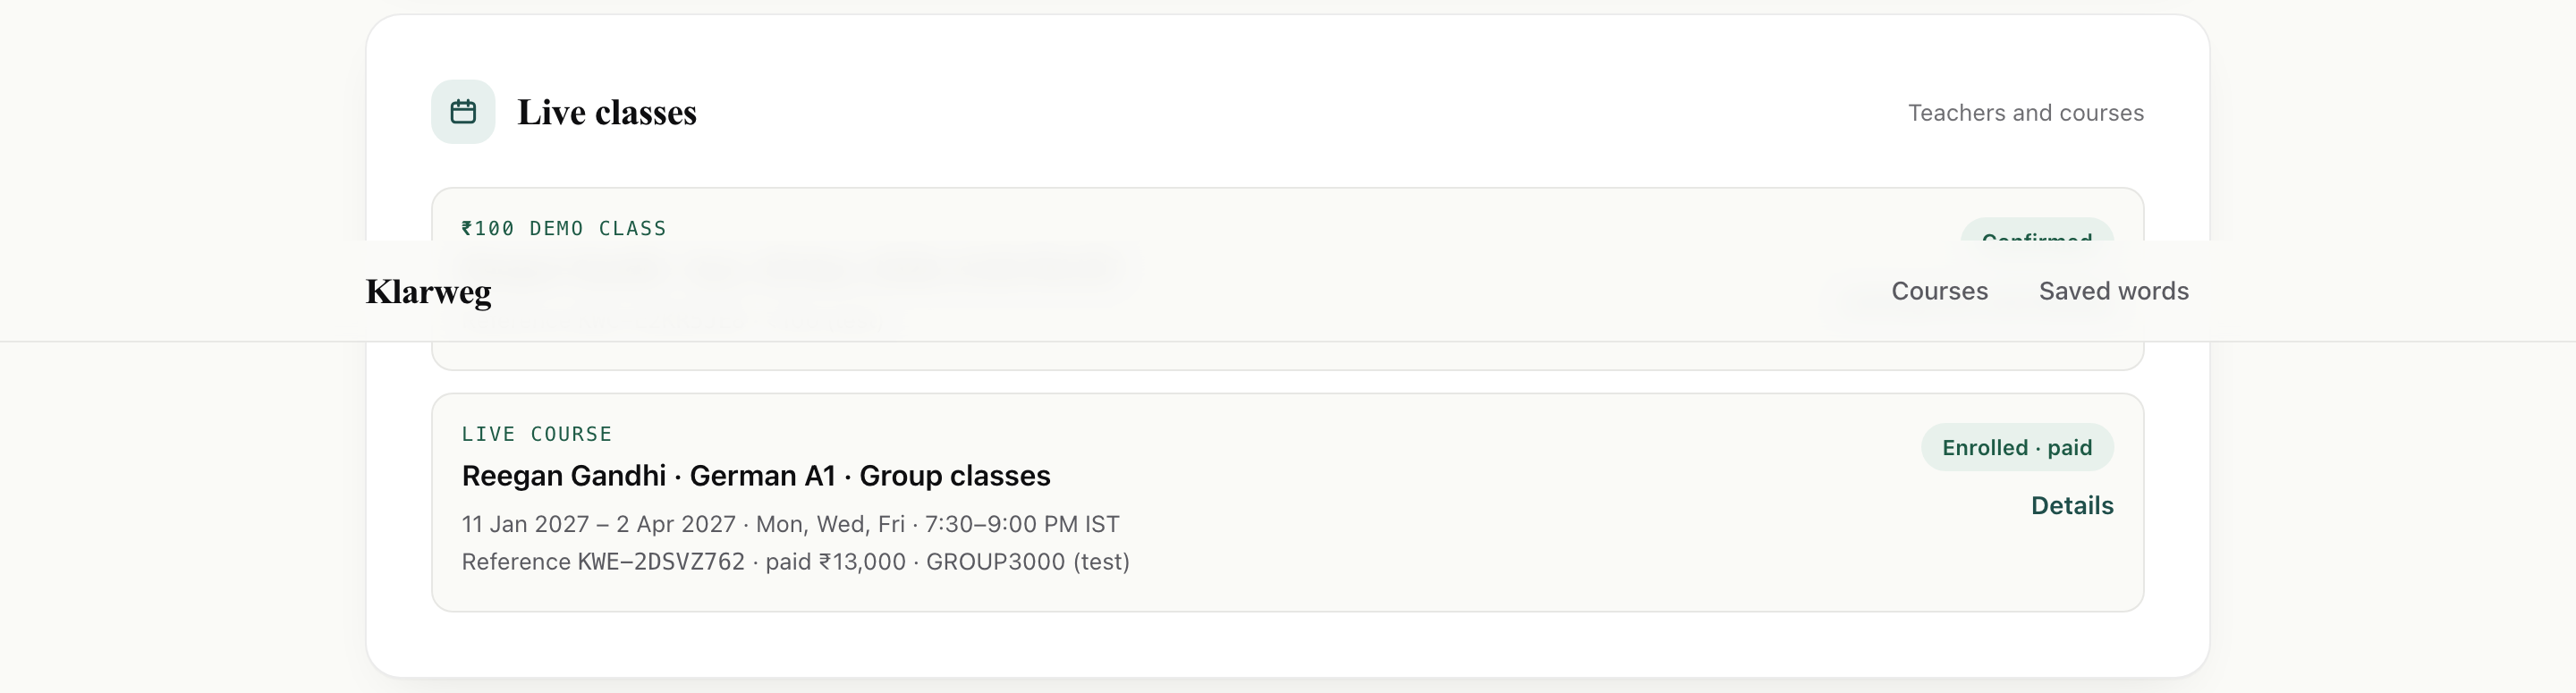 Live classes
Teachers and courses
₹100 DEMO CLASS
Confirmed
Klarweg
Courses
Saved words
LIVE COURSE
Enrolled · paid
Reegan Gandhi · German A1 · Group classes
Details
11 Jan 2027 – 2 Apr 2027 · Mon, Wed, Fri · 7:30–9:00 PM IST
Reference KWE-2DSVZ762 · paid ₹13,000 · GROUP3000 (test)